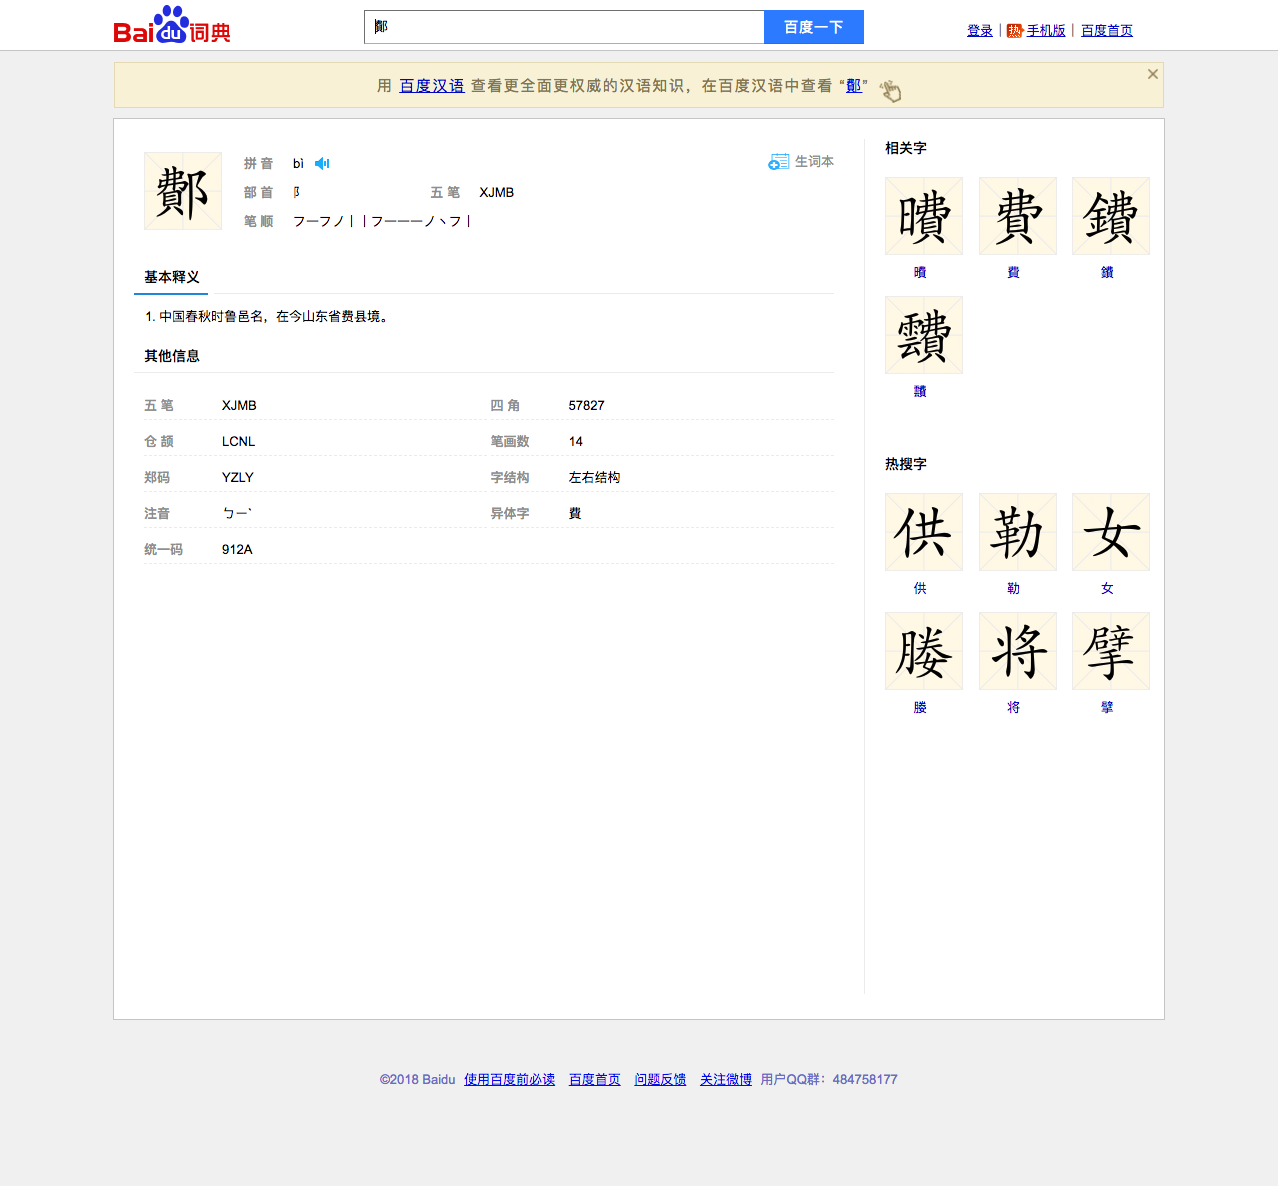 Baidu词典
鄪
百度一下
登录 | 热 手机版 | 百度首页
用 百度汉语 查看更全面更权威的汉语知识，在百度汉语中查看 “鄪”
鄪
拼 音 bì
生词本
部 首 阝 五 笔 XJMB
笔 顺 フ一フノ丨丨フ一一一ノ丶フ丨
基本释义
1. 中国春秋时鲁邑名，在今山东省费县境。
其他信息
五 笔 XJMB 四 角 57827
仓 颉 LCNL 笔画数 14
郑码 YZLY 字结构 左右结构
注音 ㄅㄧˋ 异体字 費
统一码 912A
相关字
曊 費 鐨
曊 費 鐨
靅
靅
热搜字
供 勒 女
供 勒 女
媵 将 擘
媵 将 擘
©2018 Baidu 使用百度前必读 百度首页 问题反馈 关注微博 用户QQ群：484758177